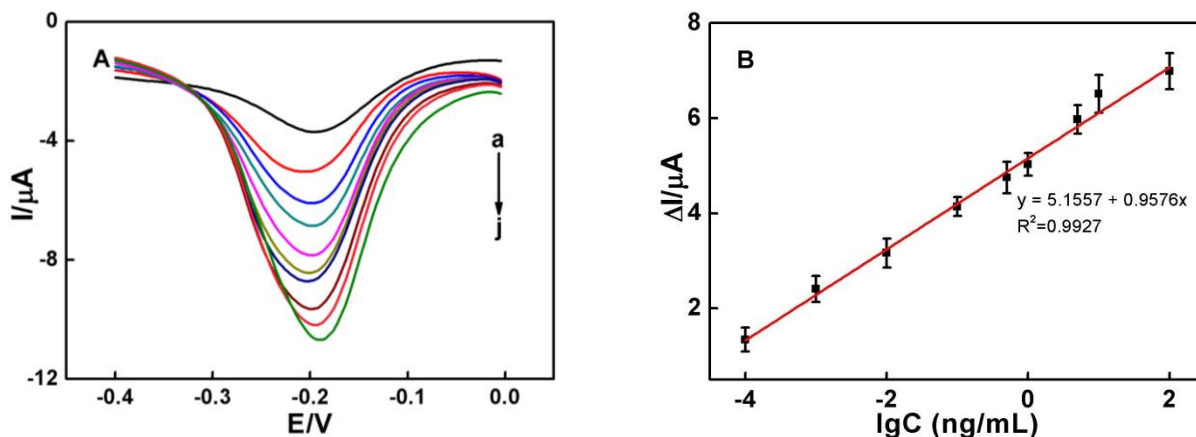 A
0
-4
-8
-12
I/μA
-0.4 -0.3 -0.2 -0.1 0.0
E/V
a
j
B
8
6
4
2
ΔI/μA
y = 5.1557 + 0.9576x
R²=0.9927
-4 -2 0 2
lgC (ng/mL)